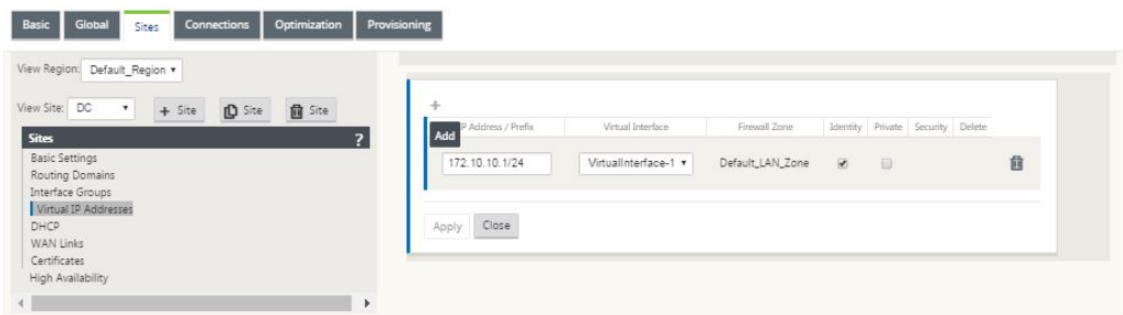 Basic Global Sites Connections Optimization Provisioning
View Region: Default_Region
View Site: DC + Site Site Site
Sites ?
Basic Settings
Routing Domains
Interface Groups
Virtual IP Addresses
DHCP
WAN Links
Certificates
High Availability
+
Add P Address / Prefix Virtual Interface Firewall Zone Identity Private Security Delete
172.10.10.1/24 VirtualInterface-1 Default_LAN_Zone
Apply Close